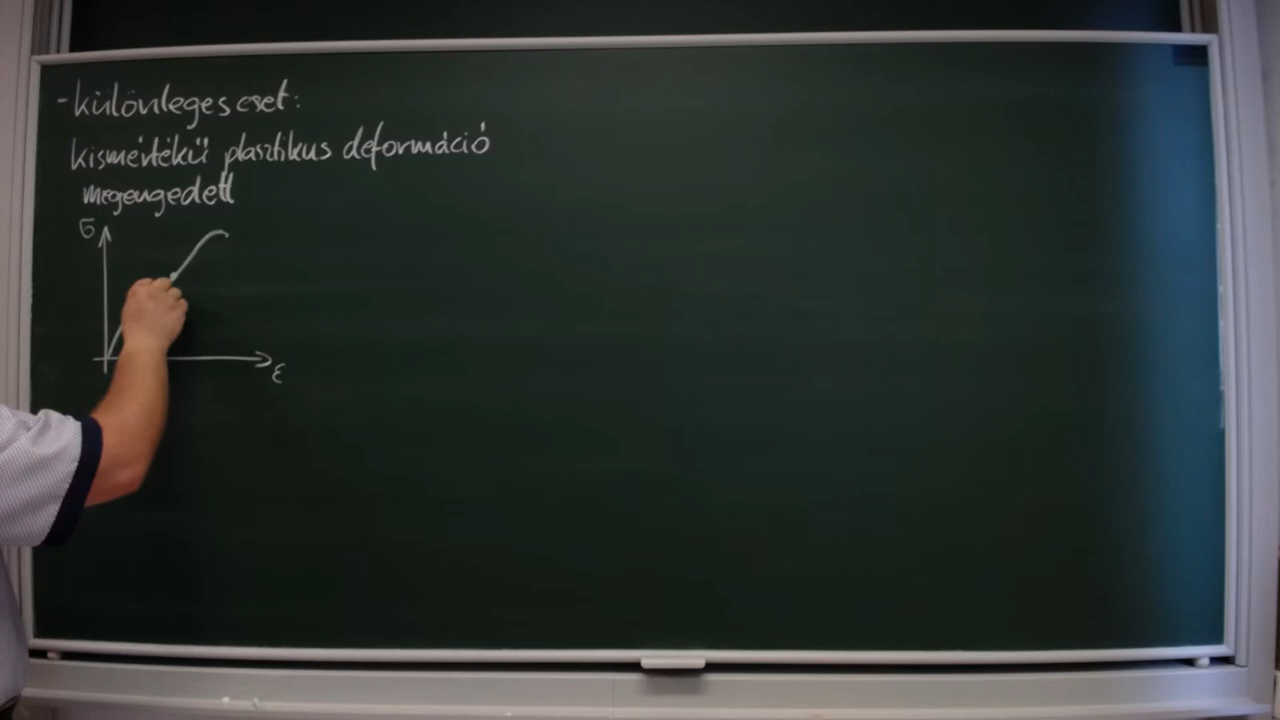 - különleges eset:
kismértékű plasztikus deformáció
megengedett
σ
ε